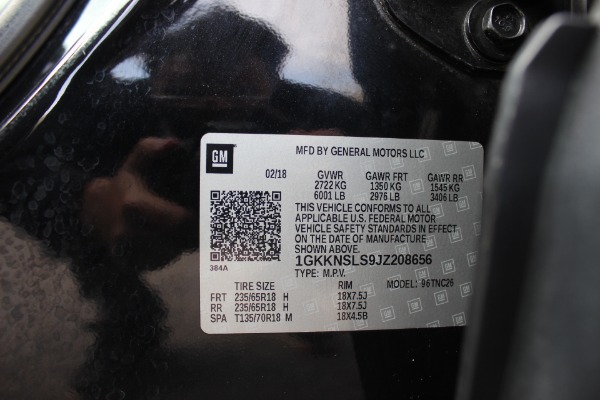 GM
MFD BY GENERAL MOTORS LLC
02/18 GVWR GAWR FRT GAWR RR
2722 KG 1350 KG 1545 KG
6001 LB 2976 LB 3406 LB
THIS VEHICLE CONFORMS TO ALL
APPLICABLE U.S. FEDERAL MOTOR
VEHICLE SAFETY STANDARDS IN EFFECT
ON THE DATE OF MANUFACTURE
SHOWN ABOVE.
384A
1GKKNSLS9JZ208656
TYPE: M.P.V. MODEL: 96TNC26
TIRE SIZE RIM
FRT 235/65R18 H 18X7.5J
RR 235/65R18 H 18X7.5J
SPA T135/70R18 M 18X4.5B